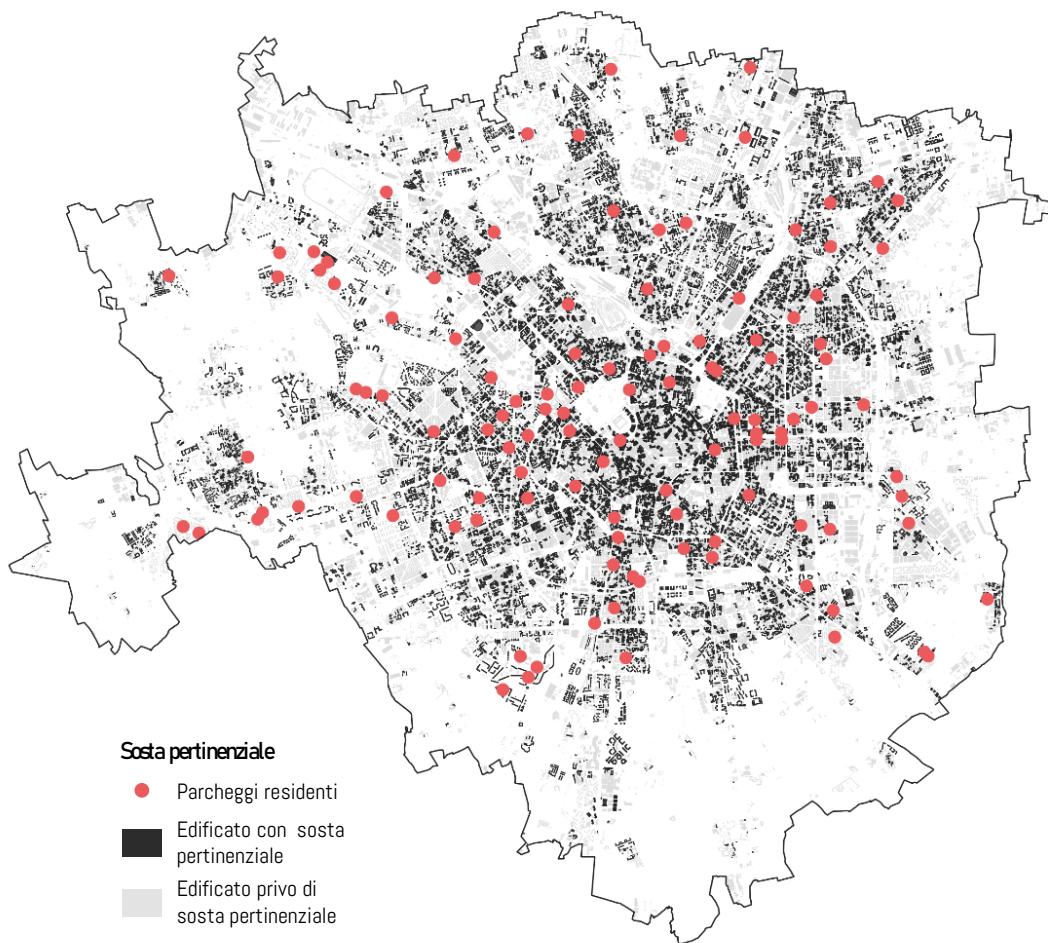 Sosta pertinenziale
Parcheggi residenti
Edificato con sosta
pertinenziale
Edificato privo di
sosta pertinenziale